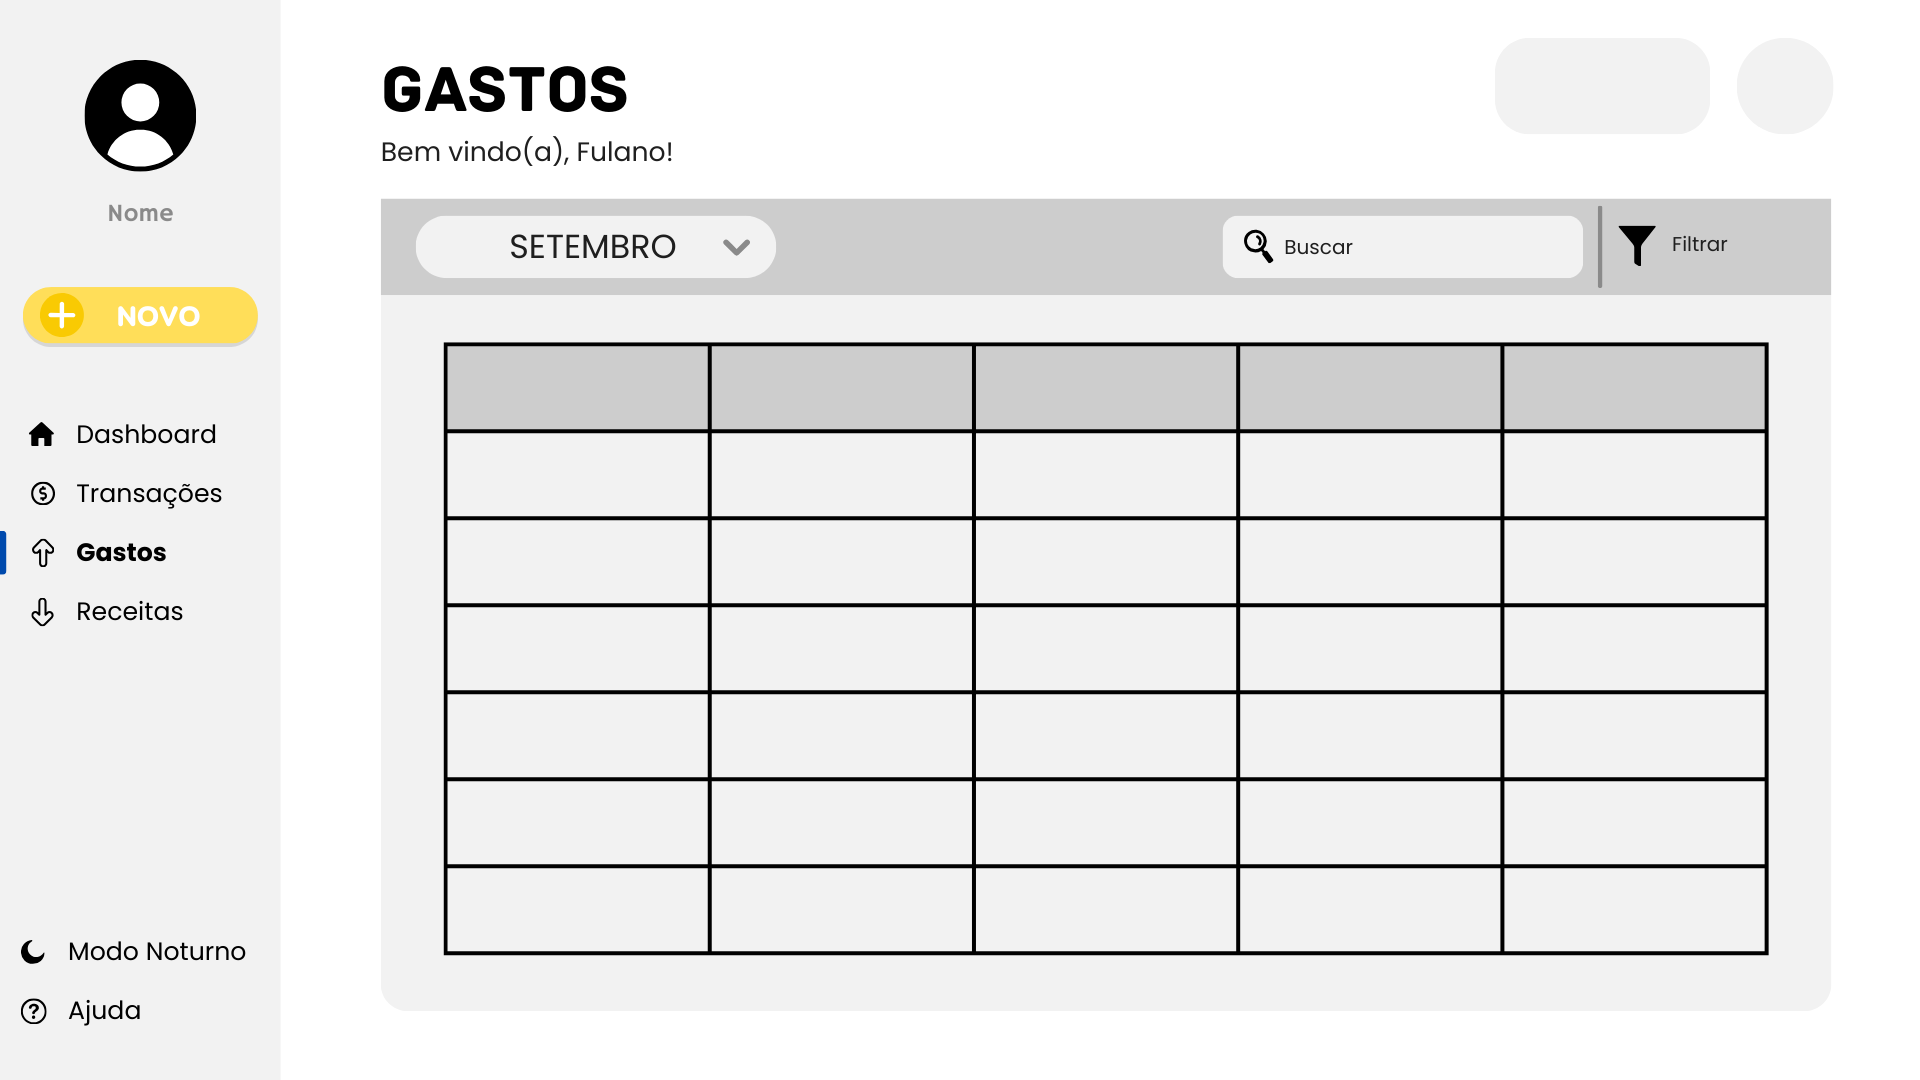 Nome
NOVO
Dashboard
Transações
Gastos
Receitas
Modo Noturno
Ajuda
GASTOS
Bem vindo(a), Fulano!
SETEMBRO
Buscar
Filtrar